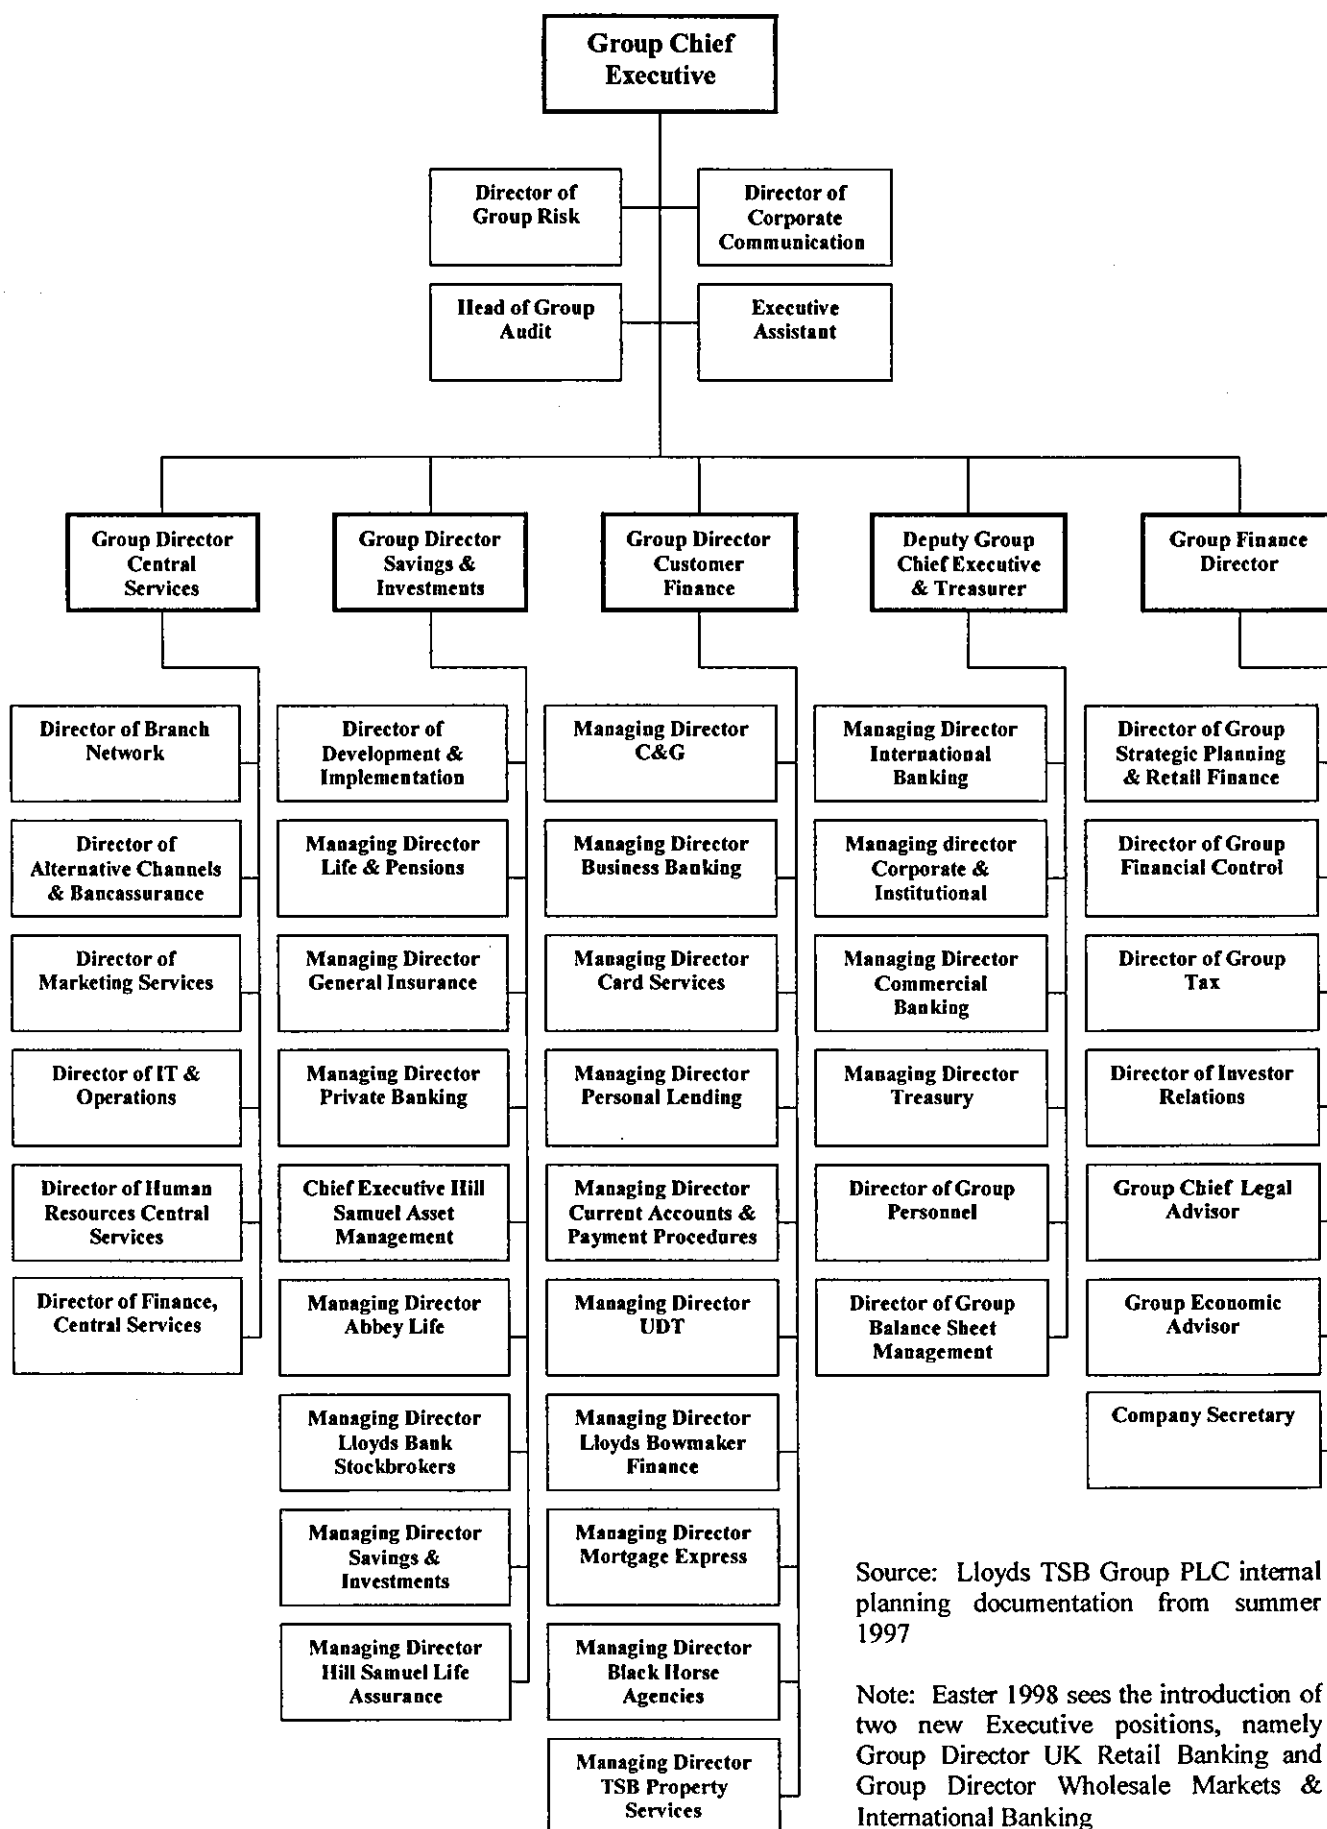 Group Chief
Executive
Director of
Group Risk
Director of
Corporate
Communication
Head of Group
Audit
Executive
Assistant
Group Director
Central
Services
Group Director
Savings &
Investments
Group Director
Customer
Finance
Deputy Group
Chief Executive
& Treasurer
Group Finance
Director
Director of Branch
Network
Director of
Alternative Channels
& Bancassurance
Director of
Marketing Services
Director of IT &
Operations
Director of Human
Resources Central
Services
Director of Finance,
Central Services
Director of
Development &
Implementation
Managing Director
Life & Pensions
Managing Director
General Insurance
Managing Director
Private Banking
Chief Executive Hill
Samuel Asset
Management
Managing Director
Abbey Life
Managing Director
Lloyds Bank
Stockbrokers
Managing Director
Savings &
Investments
Managing Director
Hill Samuel Life
Assurance
Managing Director
C&G
Managing Director
Business Banking
Managing Director
Card Services
Managing Director
Personal Lending
Managing Director
Current Accounts &
Payment Procedures
Managing Director
UDT
Managing Director
Lloyds Bowmaker
Finance
Managing Director
Mortgage Express
Managing Director
Black Horse
Agencies
Managing Director
TSB Property
Services
Managing Director
International
Banking
Managing director
Corporate &
Institutional
Managing Director
Commercial
Banking
Managing Director
Treasury
Director of Group
Personnel
Director of Group
Balance Sheet
Management
Director of Group
Strategic Planning
& Retail Finance
Director of Group
Financial Control
Director of Group
Tax
Director of Investor
Relations
Group Chief Legal
Advisor
Group Economic
Advisor
Company Secretary
Source: Lloyds TSB Group PLC internal
planning documentation from summer
1997
Note: Easter 1998 sees the introduction of
two new Executive positions, namely
Group Director UK Retail Banking and
Group Director Wholesale Markets &
International Banking